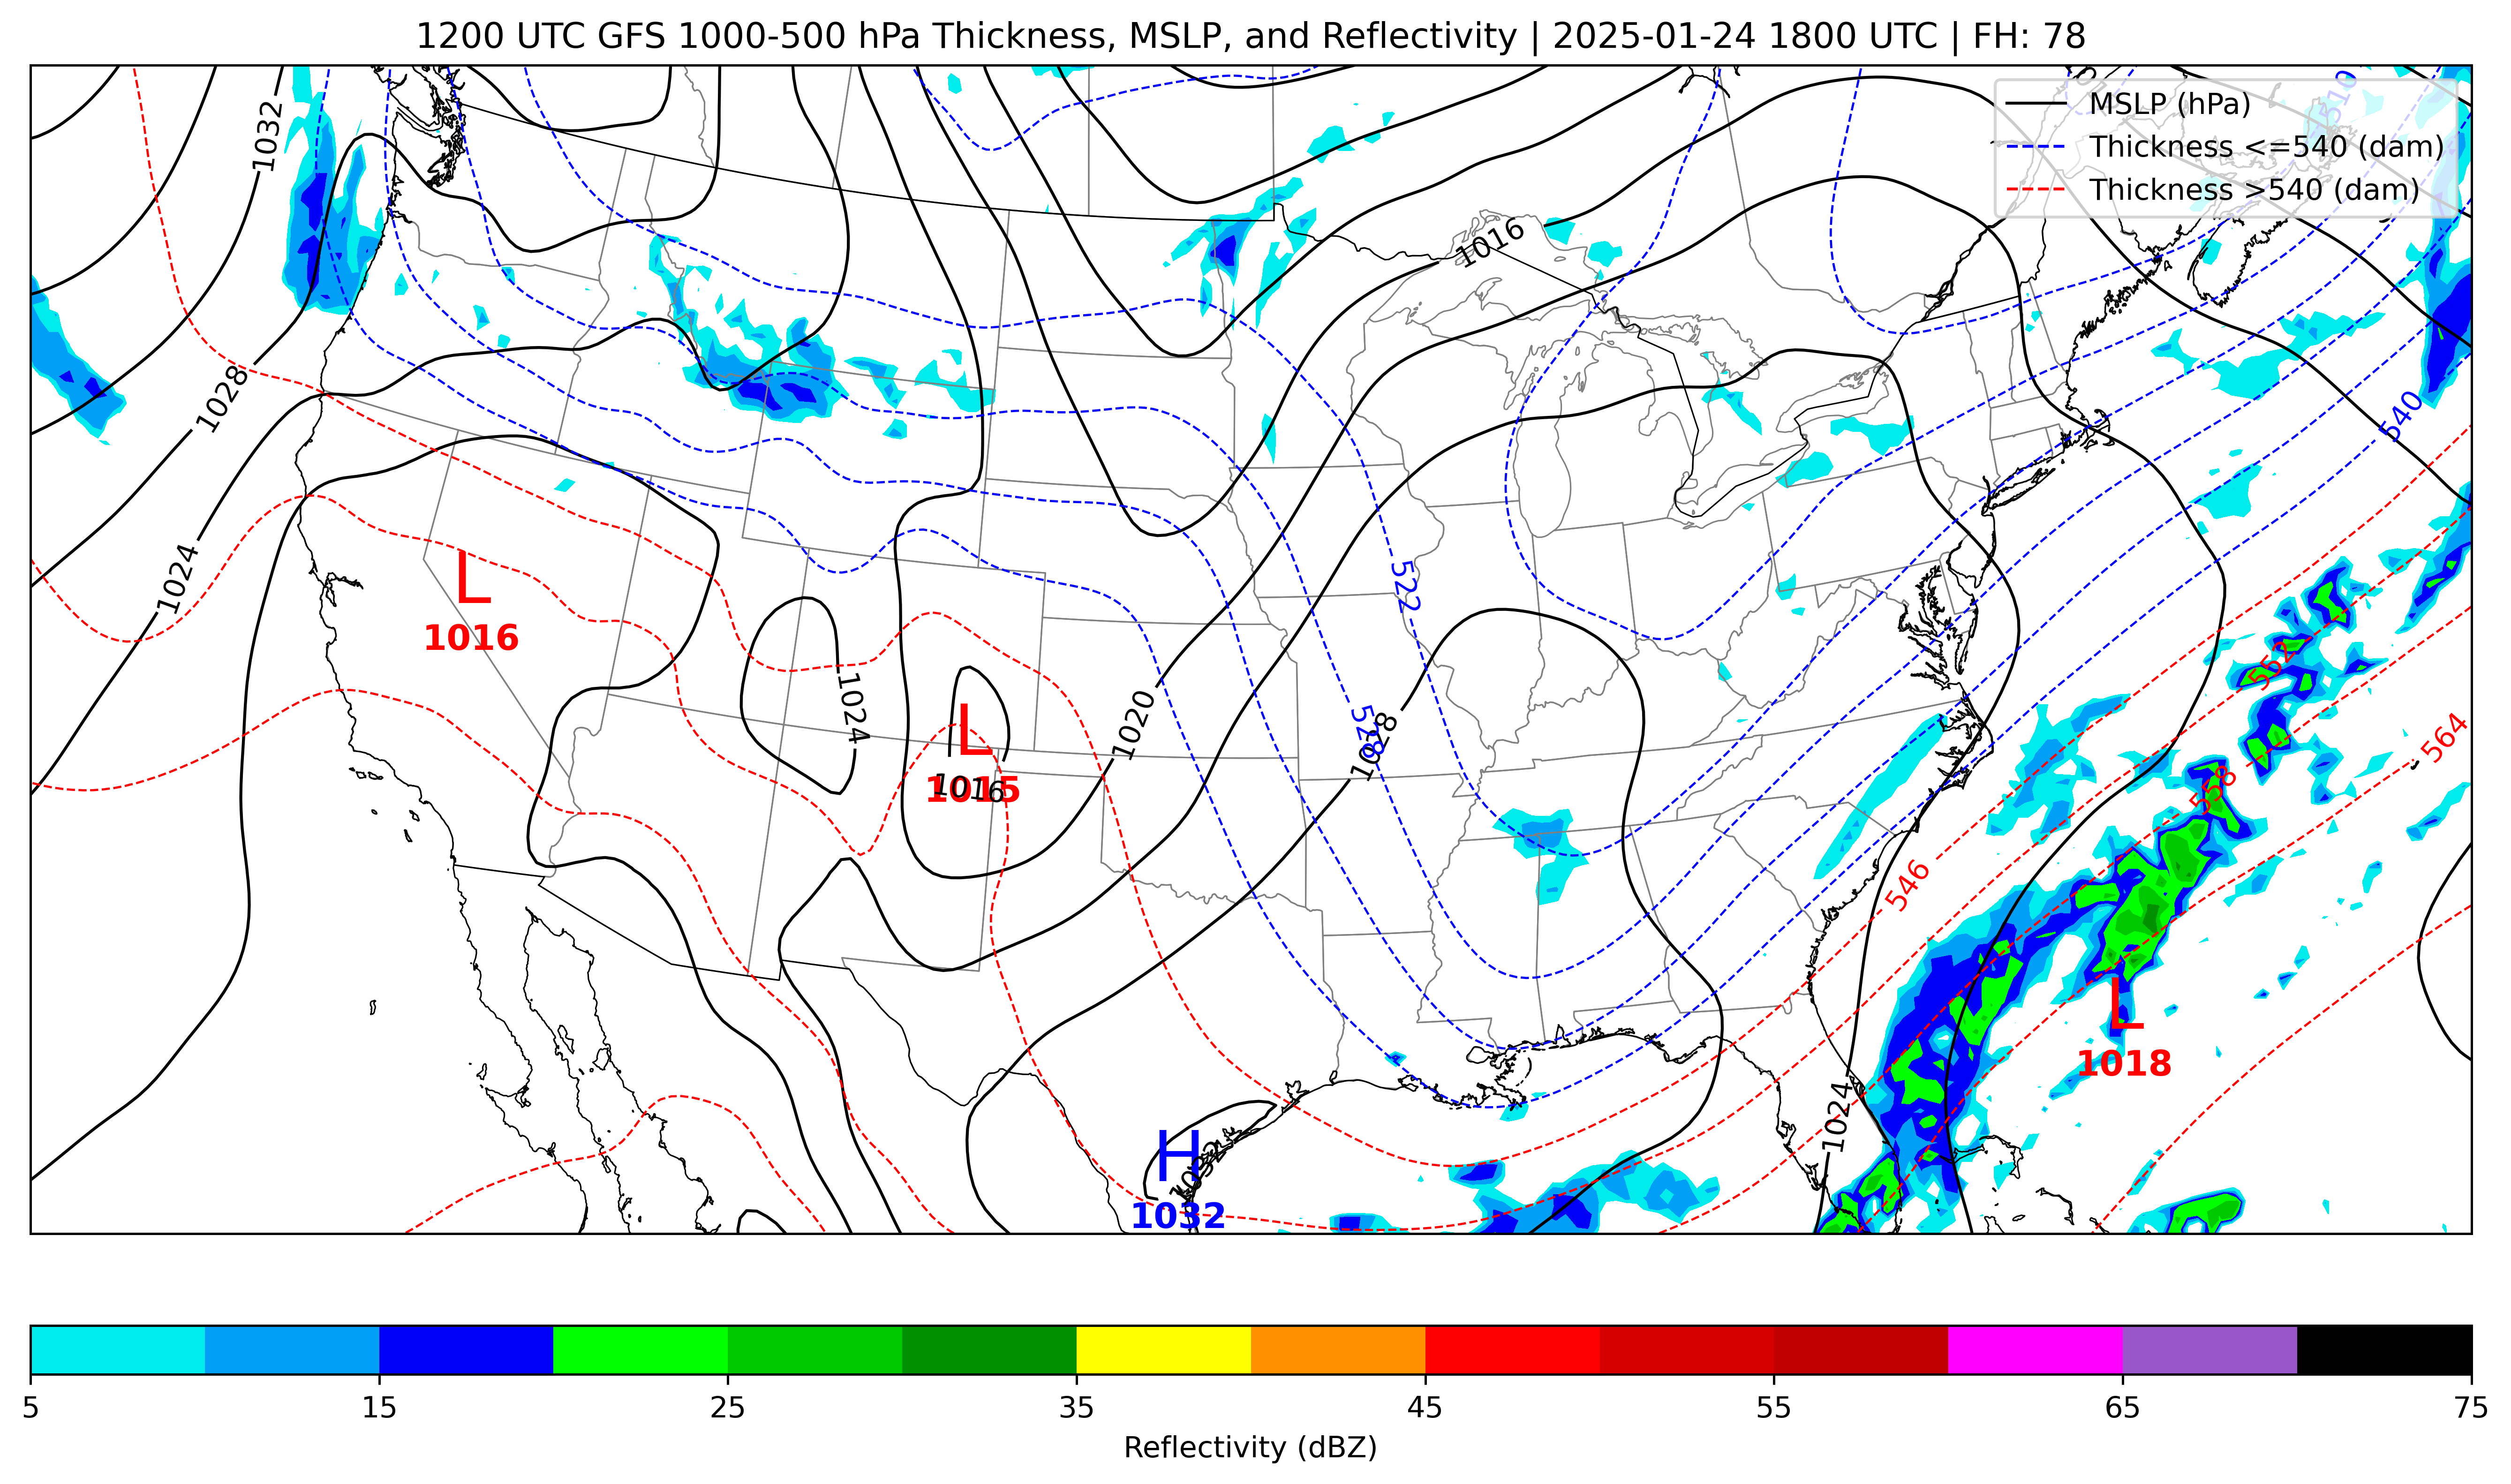 1200 UTC GFS 1000-500 hPa Thickness, MSLP, and Reflectivity | 2025-01-24 1800 UTC | FH: 78
MSLP (hPa)
Thickness <=540 (dam)
Thickness >540 (dam)
510
1032
1016
1028
540
1024
522
L
1016
552
1024
L
1015
1016
1020
528
1028
564
558
546
L
1018
1024
1032
H
1032
5 15 25 35 45 55 65 75
Reflectivity (dBZ)